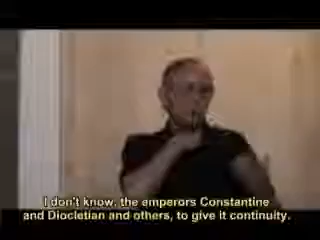 I don't know, the emperors Constantine
and Diocletian and others, to give it continuity.